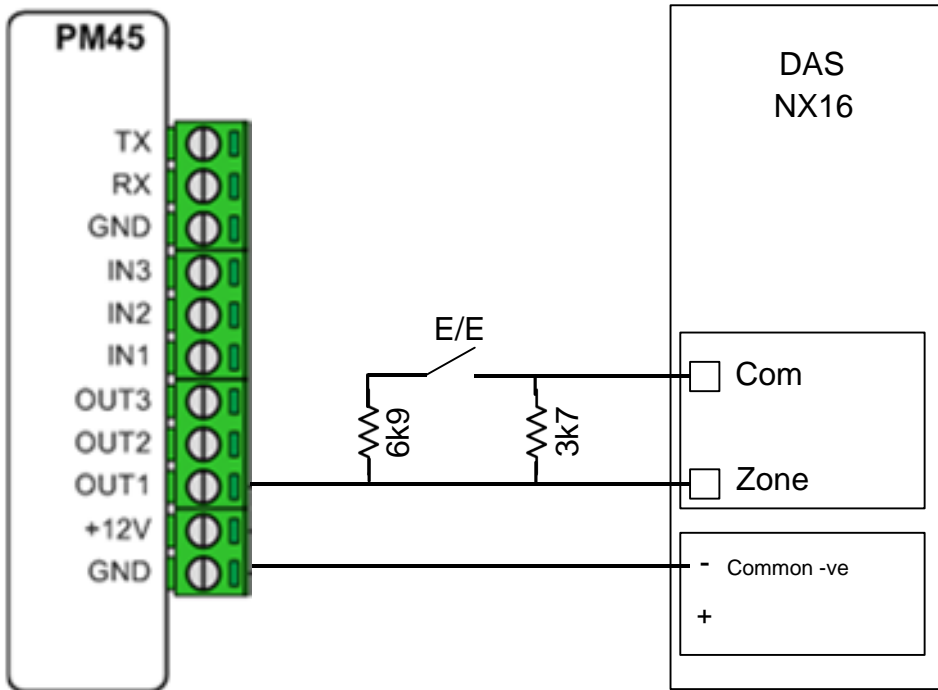 PM45
TX
RX
GND
IN3
IN2
IN1
OUT3
OUT2
OUT1
+12V
GND
E/E
6k9
3k7
DAS
NX16
Com
Zone
- Common -ve
+